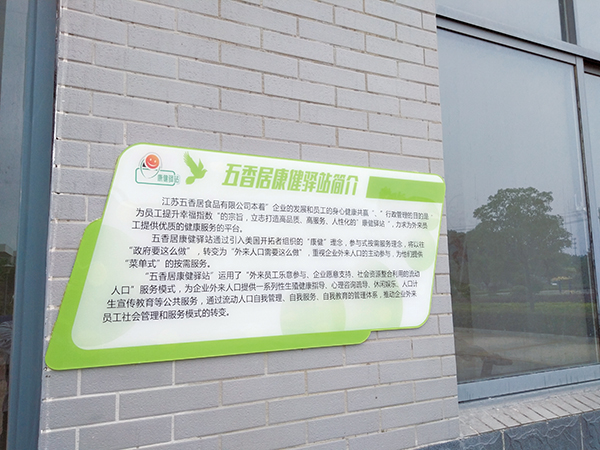 康健驿站
五香居康健驿站简介
江苏五香居食品有限公司本着"企业的发展和员工的身心健康共赢"、"行政管理的目的是
为员工提升幸福指数"的宗旨，立志打造高品质、高服务、人性化的"康健驿站"，力求为外来员
工提供优质的健康服务的平台。
五香居康健驿站通过引入美国开拓者组织的"康健"理念，参与式按需服务理念，将以往
"政府要这么做"，转变为"外来人口需要这么做"，重视企业外来人口的主动参与，为他们提供
"菜单式"的按需服务。
"五香居康健驿站"运用了"外来员工乐意参与、企业愿意支持、社会资源整合利用的流动
人口"服务模式，为企业外来人口提供一系列生殖健康指导、心理咨询疏导、休闲娱乐、人口计
生宣传教育等公共服务，通过流动人口自我管理、自我服务、自我教育的管理体系，推动企业外来
员工社会管理和服务模式的转变。